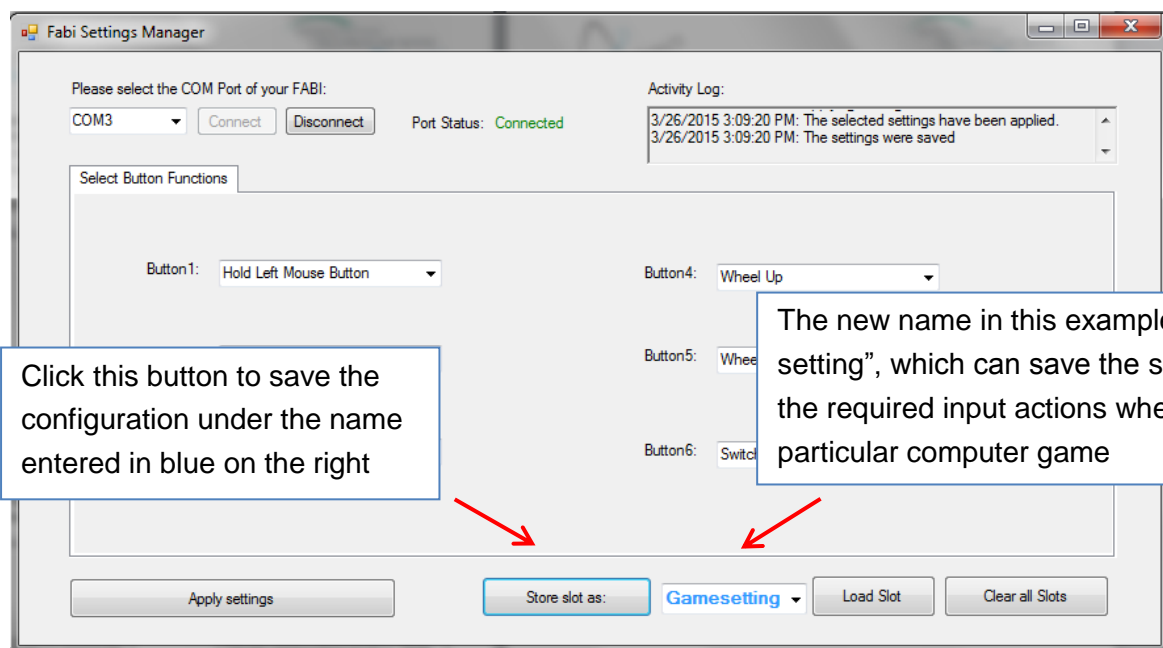 Fabi Settings Manager
Please select the COM Port of your FABI:
COM3
Connect
Disconnect
Port Status: Connected
Activity Log:
3/26/2015 3:09:20 PM: The selected settings have been applied.
3/26/2015 3:09:20 PM: The settings were saved
Select Button Functions
Button1:
Hold Left Mouse Button
Button4:
Wheel Up
Button5:
Button6:
Click this button to save the
configuration under the name
entered in blue on the right
The new name in this example
setting”, which can save the
the required input actions
particular computer game
Apply settings
Store slot as:
Gamesetting
Load Slot
Clear all Slots